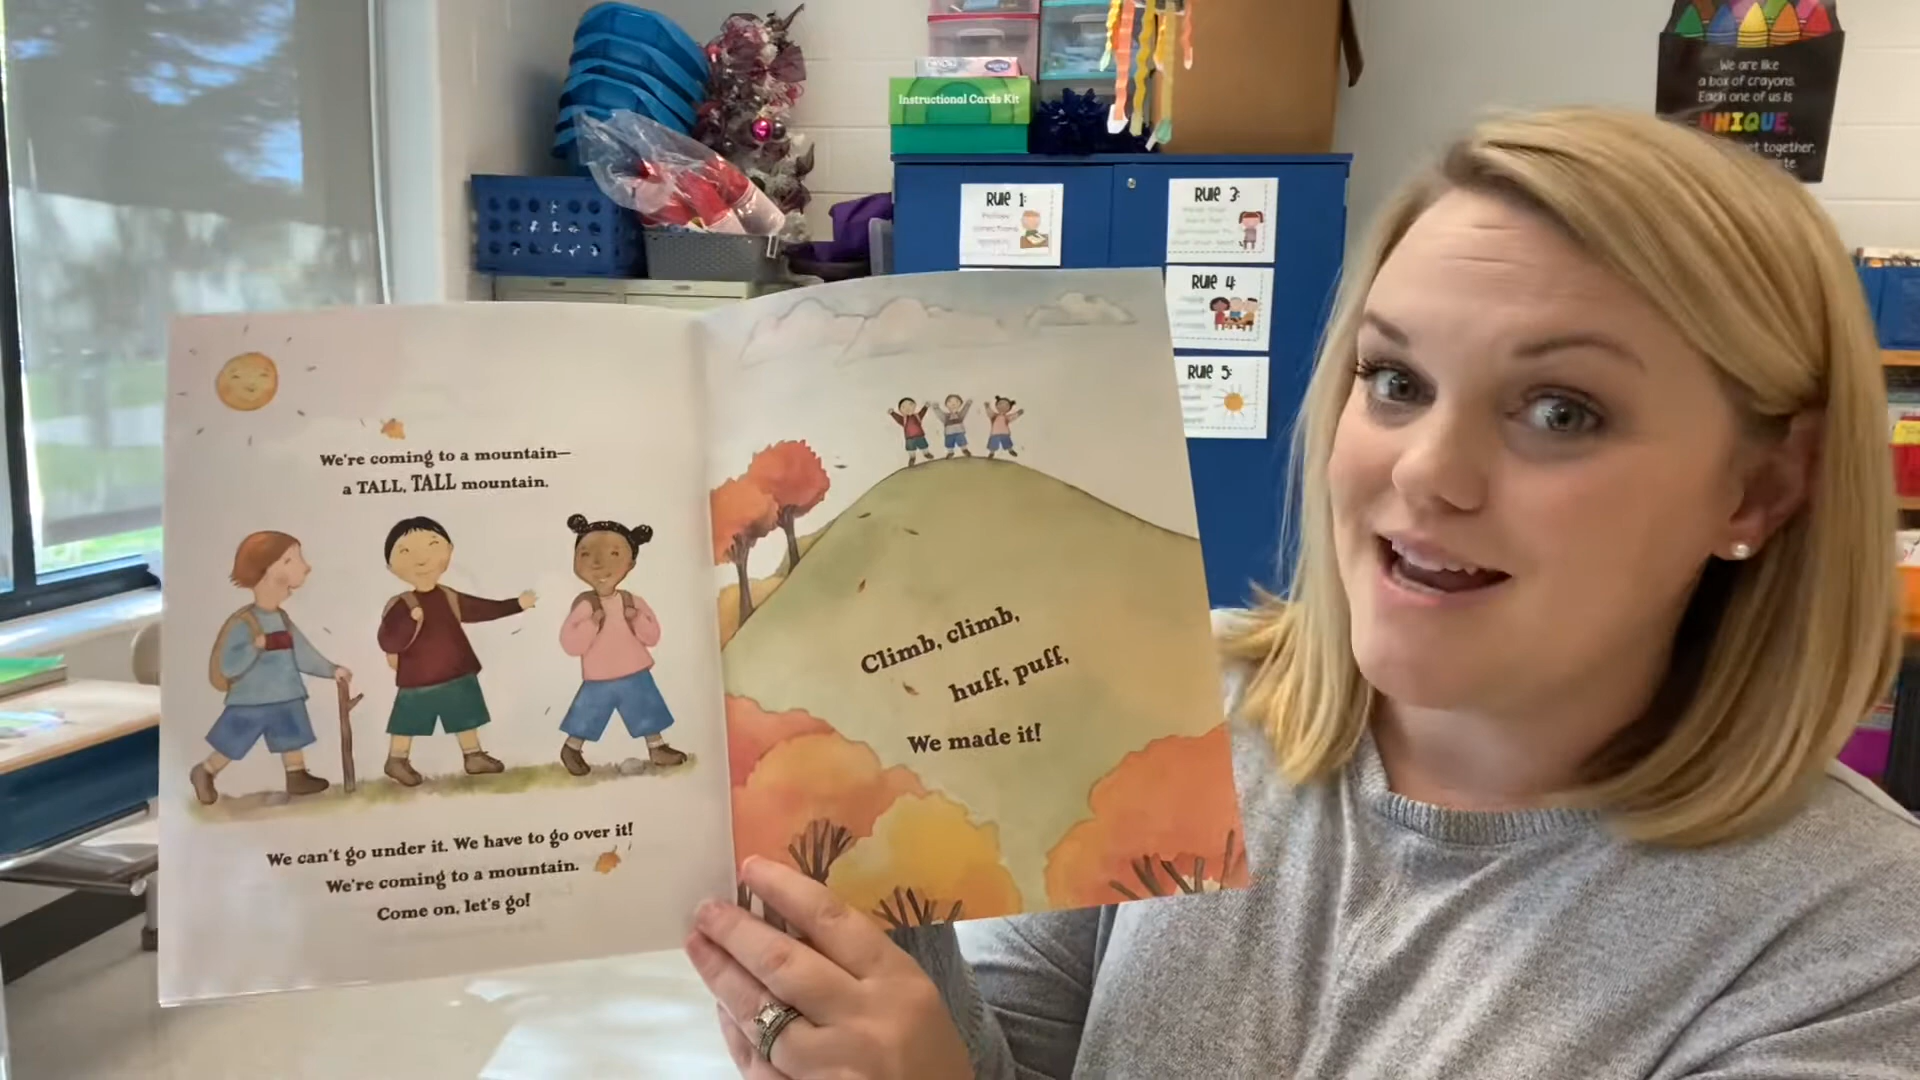 We're coming to a mountain—
a TALL, TALL mountain.
We can't go under it. We have to go over it!
We're coming to a mountain.
Come on, let's go!
Climb, climb,
huff, puff,
We made it!
Instructional Cards Kit
Rule 1:
Rule 3:
Rule 4:
Rule 5:
We are like
a box of crayons.
Each one of us is
UNIQUE,
together,